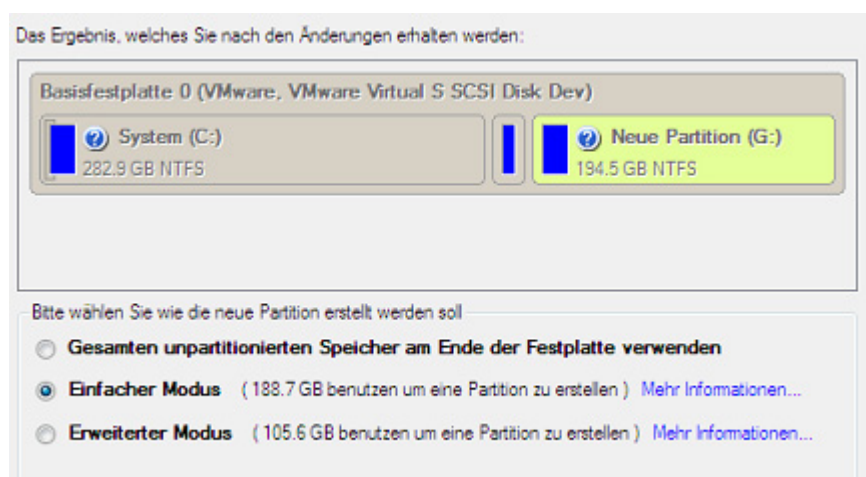 Das Ergebnis, welches Sie nach den Änderungen erhalten werden:
Basisfestplatte 0 (VMware, VMware Virtual S SCSI Disk Dev)
System (C:)
282.9 GB NTFS
Neue Partition (G:)
194.5 GB NTFS
Bitte wählen Sie wie die neue Partition erstellt werden soll
Gesamten unpartitionierten Speicher am Ende der Festplatte verwenden
Einfacher Modus ( 188.7 GB benutzen um eine Partition zu erstellen ) Mehr Informationen...
Erweiterter Modus ( 105.6 GB benutzen um eine Partition zu erstellen ) Mehr Informationen...